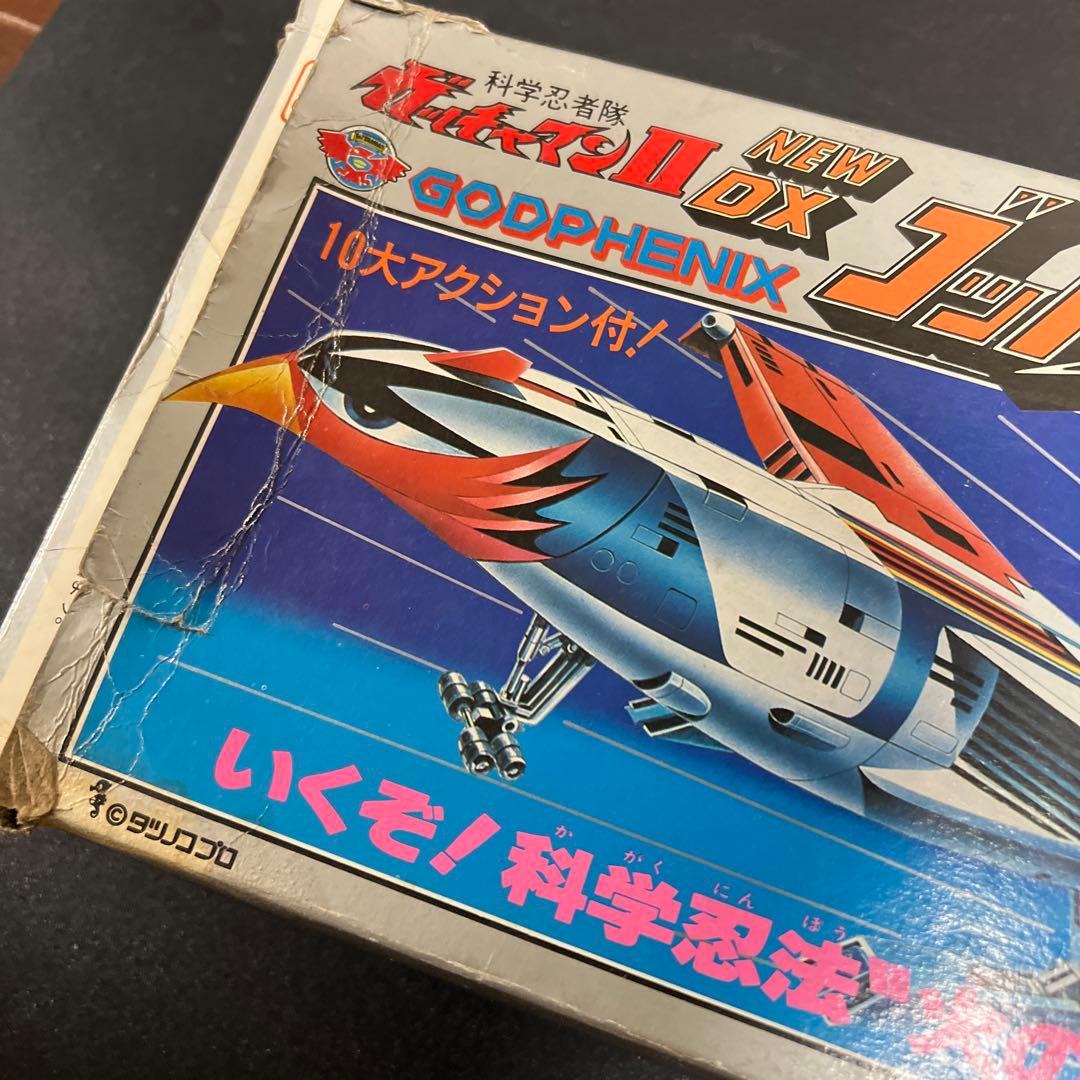 科学忍者隊
ガッチャマンII
NEW
DX
ゴッ
GODPHENIX
10大アクション付!
いくぞ!科学忍法
かがくにんぽう
©タツノコプロ